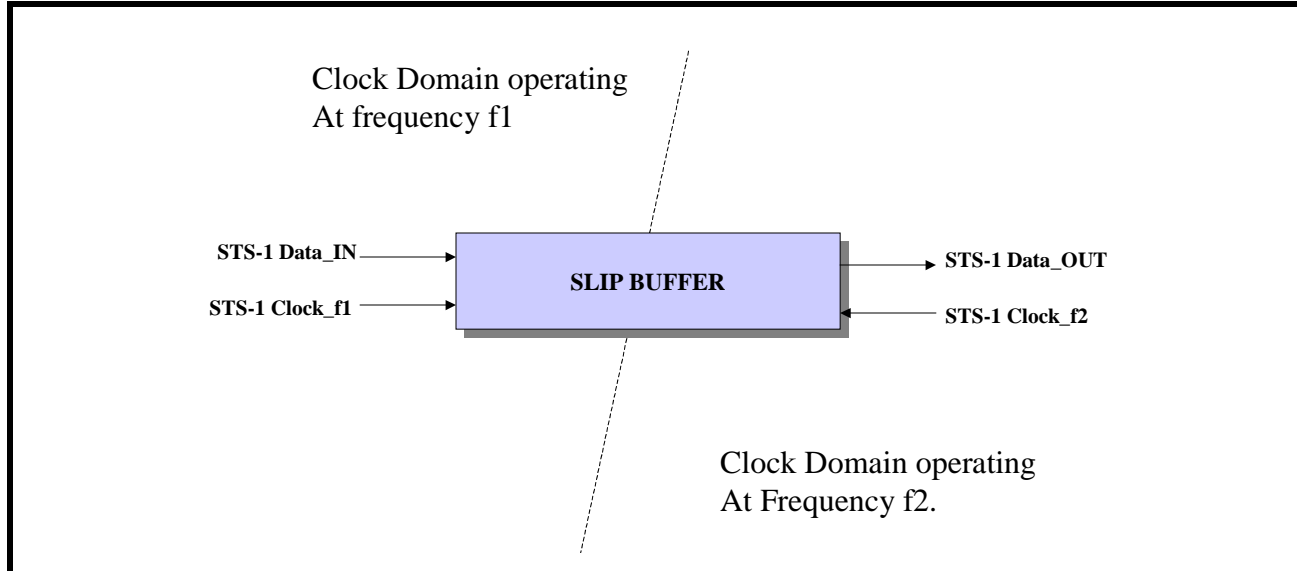 Clock Domain operating
At frequency f1
STS-1 Data_IN
STS-1 Clock_f1
SLIP BUFFER
STS-1 Data_OUT
STS-1 Clock_f2
Clock Domain operating
At Frequency f2.